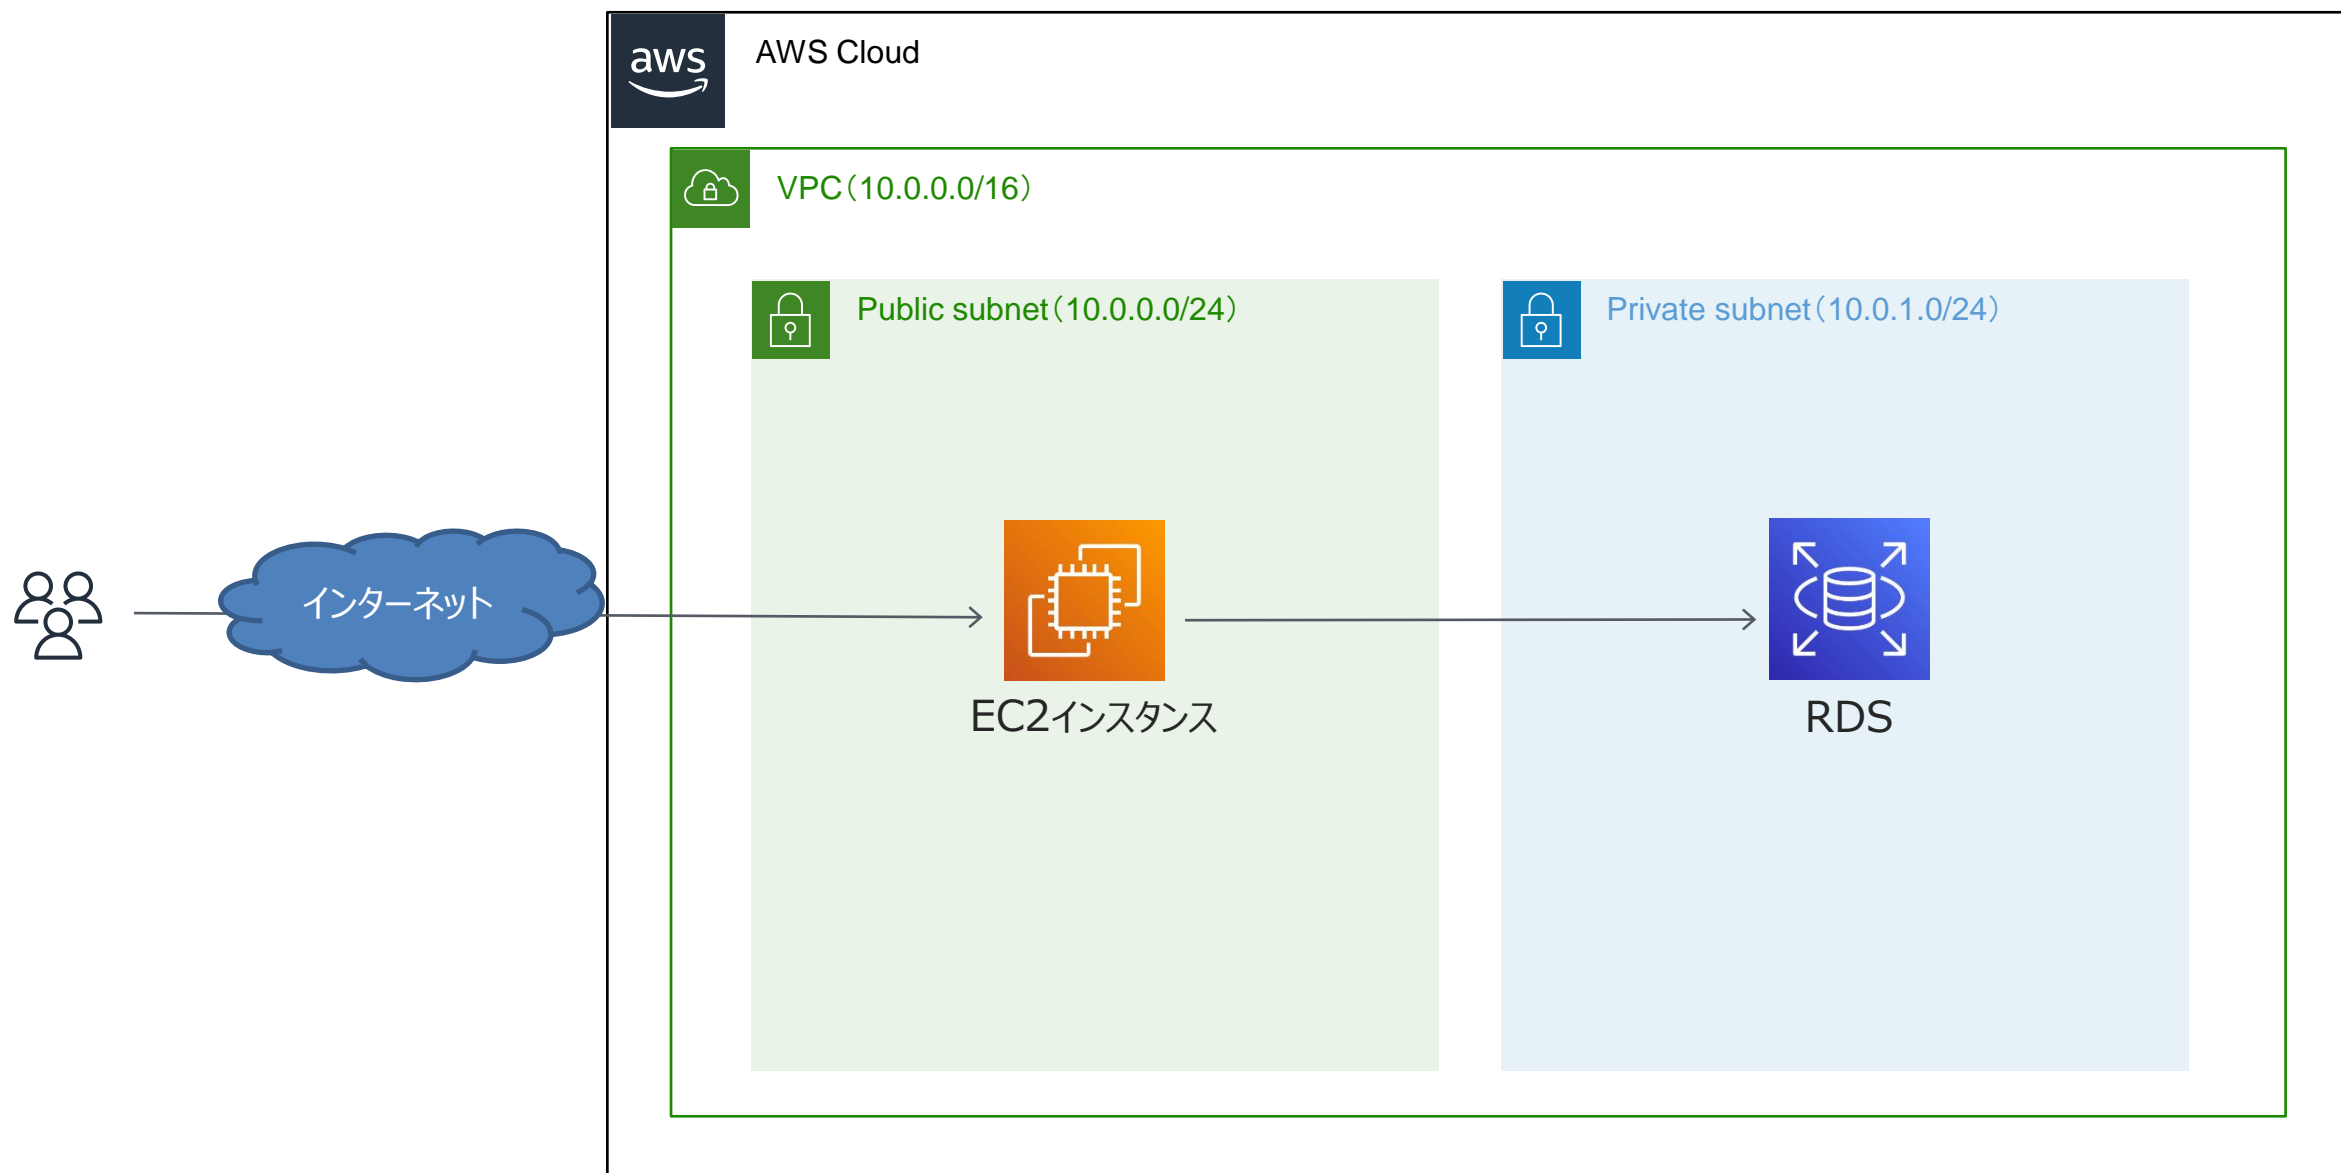 aws
AWS Cloud
VPC（10.0.0.0/16）
Public subnet（10.0.0.0/24）
Private subnet（10.0.1.0/24）
インターネット
EC2インスタンス
RDS